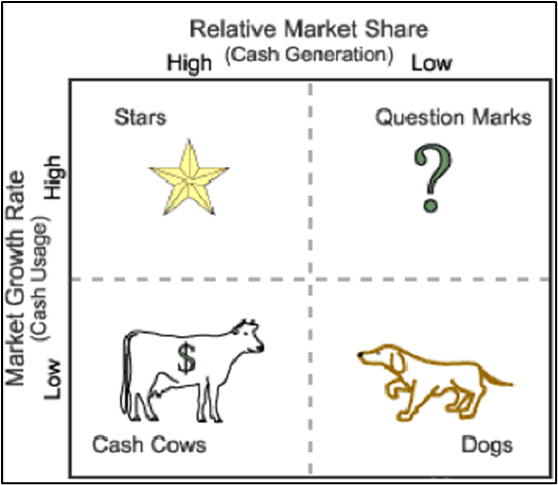 Relative Market Share
(Cash Generation)
High
Low
Market Growth Rate
(Cash Usage)
High
Low
Stars
Question Marks
?
$
Cash Cows
Dogs